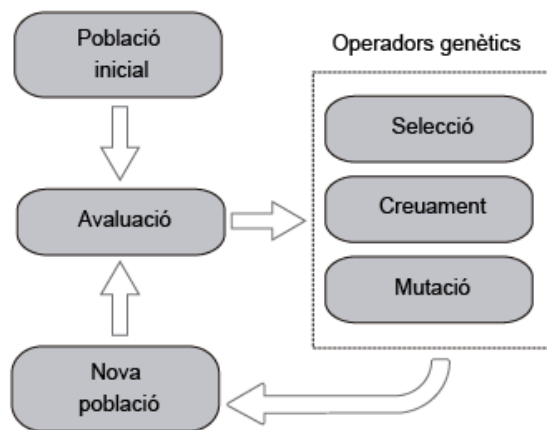 Població
inicial
Operadors genètics
Selecció
Avaluació
Creuament
Mutació
Nova
població